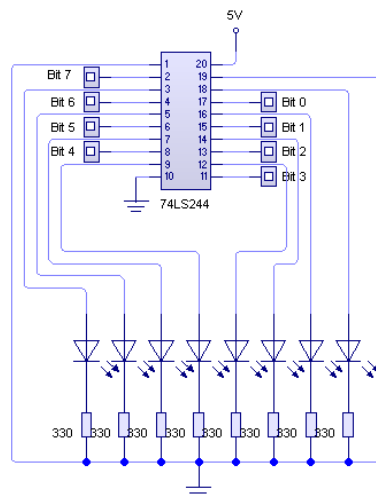 5V
1 20
Bit 7 2 19
3 18
Bit 6 4 17 Bit 0
5 16
Bit 5 6 15 Bit 1
7 14
Bit 4 8 13 Bit 2
9 12
10 11 Bit 3
74LS244
330 330 330 330 330 330 330 330